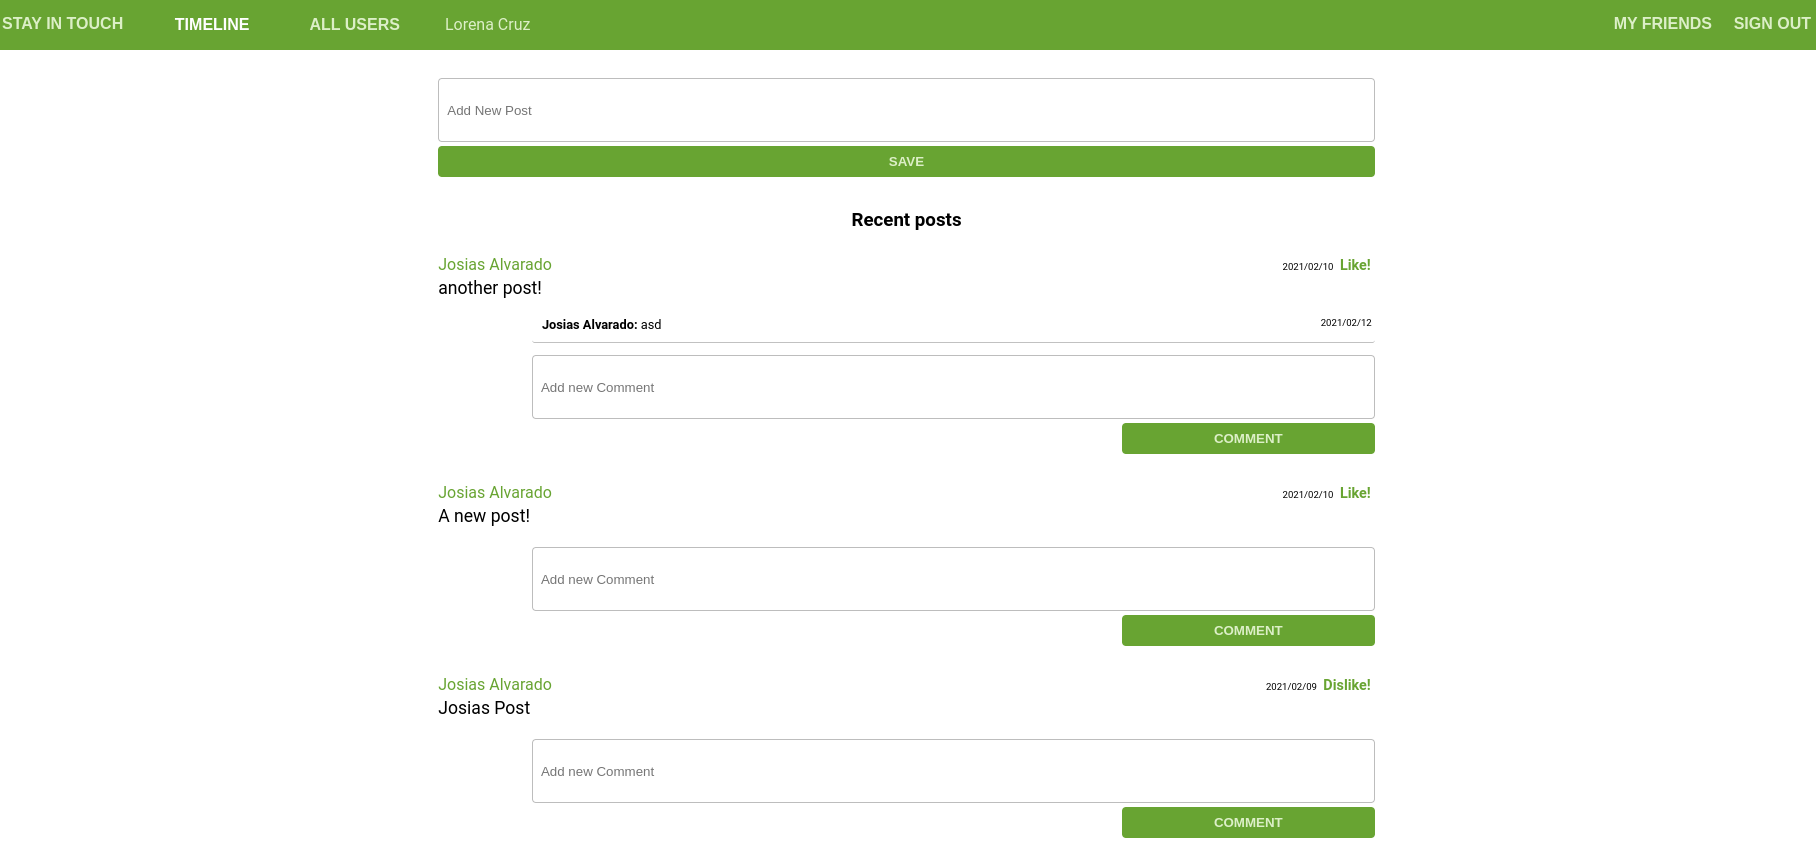 STAY IN TOUCH TIMELINE ALL USERS Lorena Cruz MY FRIENDS SIGN OUT
Add New Post
SAVE
Recent posts
Josias Alvarado 2021/02/10 Like!
another post!
Josias Alvarado: asd 2021/02/12
Add new Comment
COMMENT
Josias Alvarado 2021/02/10 Like!
A new post!
Add new Comment
COMMENT
Josias Alvarado 2021/02/09 Dislike!
Josias Post
Add new Comment
COMMENT